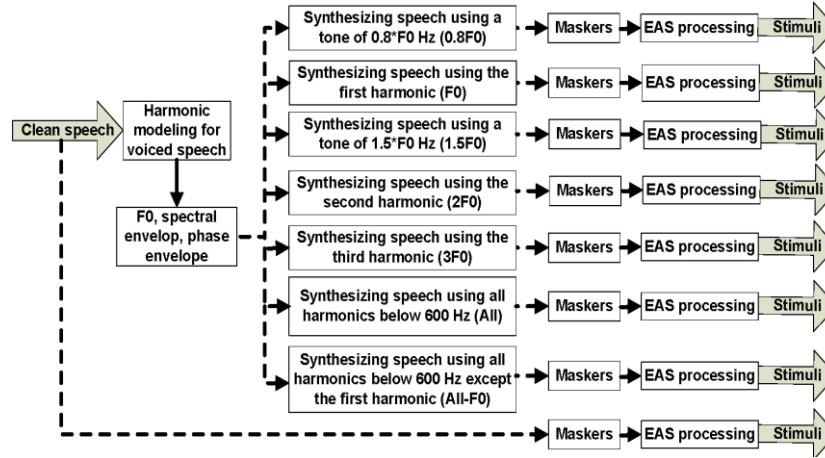 Clean speech
Harmonic
modeling for
voiced speech
F0, spectral
envelop, phase
envelope
Synthesizing speech using a
tone of 0.8*F0 Hz (0.8F0)
Maskers
EAS processing
Stimuli
Synthesizing speech using the
first harmonic (F0)
Maskers
EAS processing
Stimuli
Synthesizing speech using a
tone of 1.5*F0 Hz (1.5F0)
Maskers
EAS processing
Stimuli
Synthesizing speech using the
second harmonic (2F0)
Maskers
EAS processing
Stimuli
Synthesizing speech using the
third harmonic (3F0)
Maskers
EAS processing
Stimuli
Synthesizing speech using all
harmonics below 600 Hz (All)
Maskers
EAS processing
Stimuli
Synthesizing speech using all
harmonics below 600 Hz except
the first harmonic (All-F0)
Maskers
EAS processing
Stimuli
Maskers
EAS processing
Stimuli